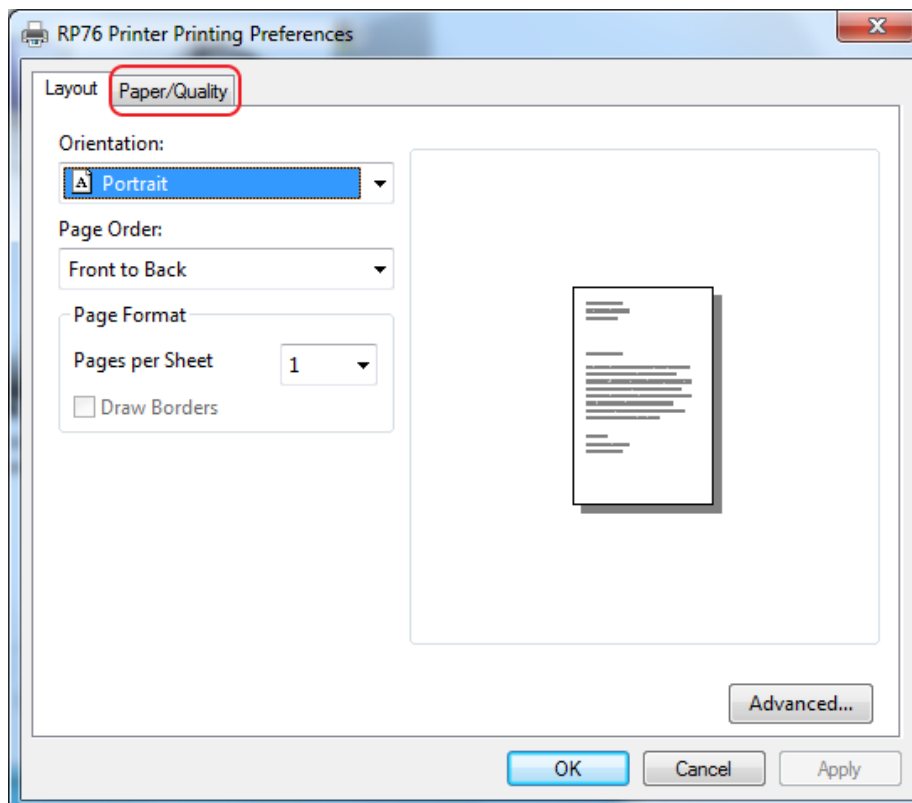 RP76 Printer Printing Preferences
X
Layout Paper/Quality
Orientation:
A Portrait
Page Order:
Front to Back
Page Format
Pages per Sheet 1
Draw Borders
Advanced...
OK Cancel Apply